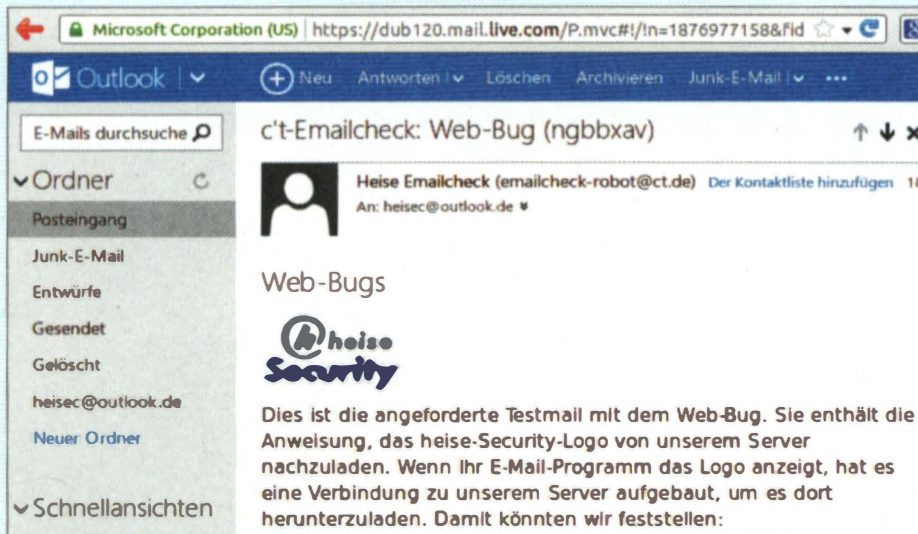 Microsoft Corporation (US) https://dub120.mail.live.com/P.mvc#!/!n=1876977158&fid
Outlook Neu Antworten Löschen Archivieren Junk-E-Mail ...
E-Mails durchsuche
Ordner
Posteingang
Junk-E-Mail
Entwürfe
Gesendet
Gelöscht
heisec@outlook.de
Neuer Ordner
Schnellansichten
c't-Emailcheck: Web-Bug (ngbbxav)
Heise Emailcheck (emailcheck-robot@ct.de) Der Kontaktliste hinzufügen
An: heisec@outlook.de
Web-Bugs
heise
Security
Dies ist die angeforderte Testmail mit dem Web-Bug. Sie enthält die
Anweisung, das heise-Security-Logo von unserem Server
nachzuladen. Wenn Ihr E-Mail-Programm das Logo anzeigt, hat es
eine Verbindung zu unserem Server aufgebaut, um es dort
herunterzuladen. Damit könnten wir feststellen: